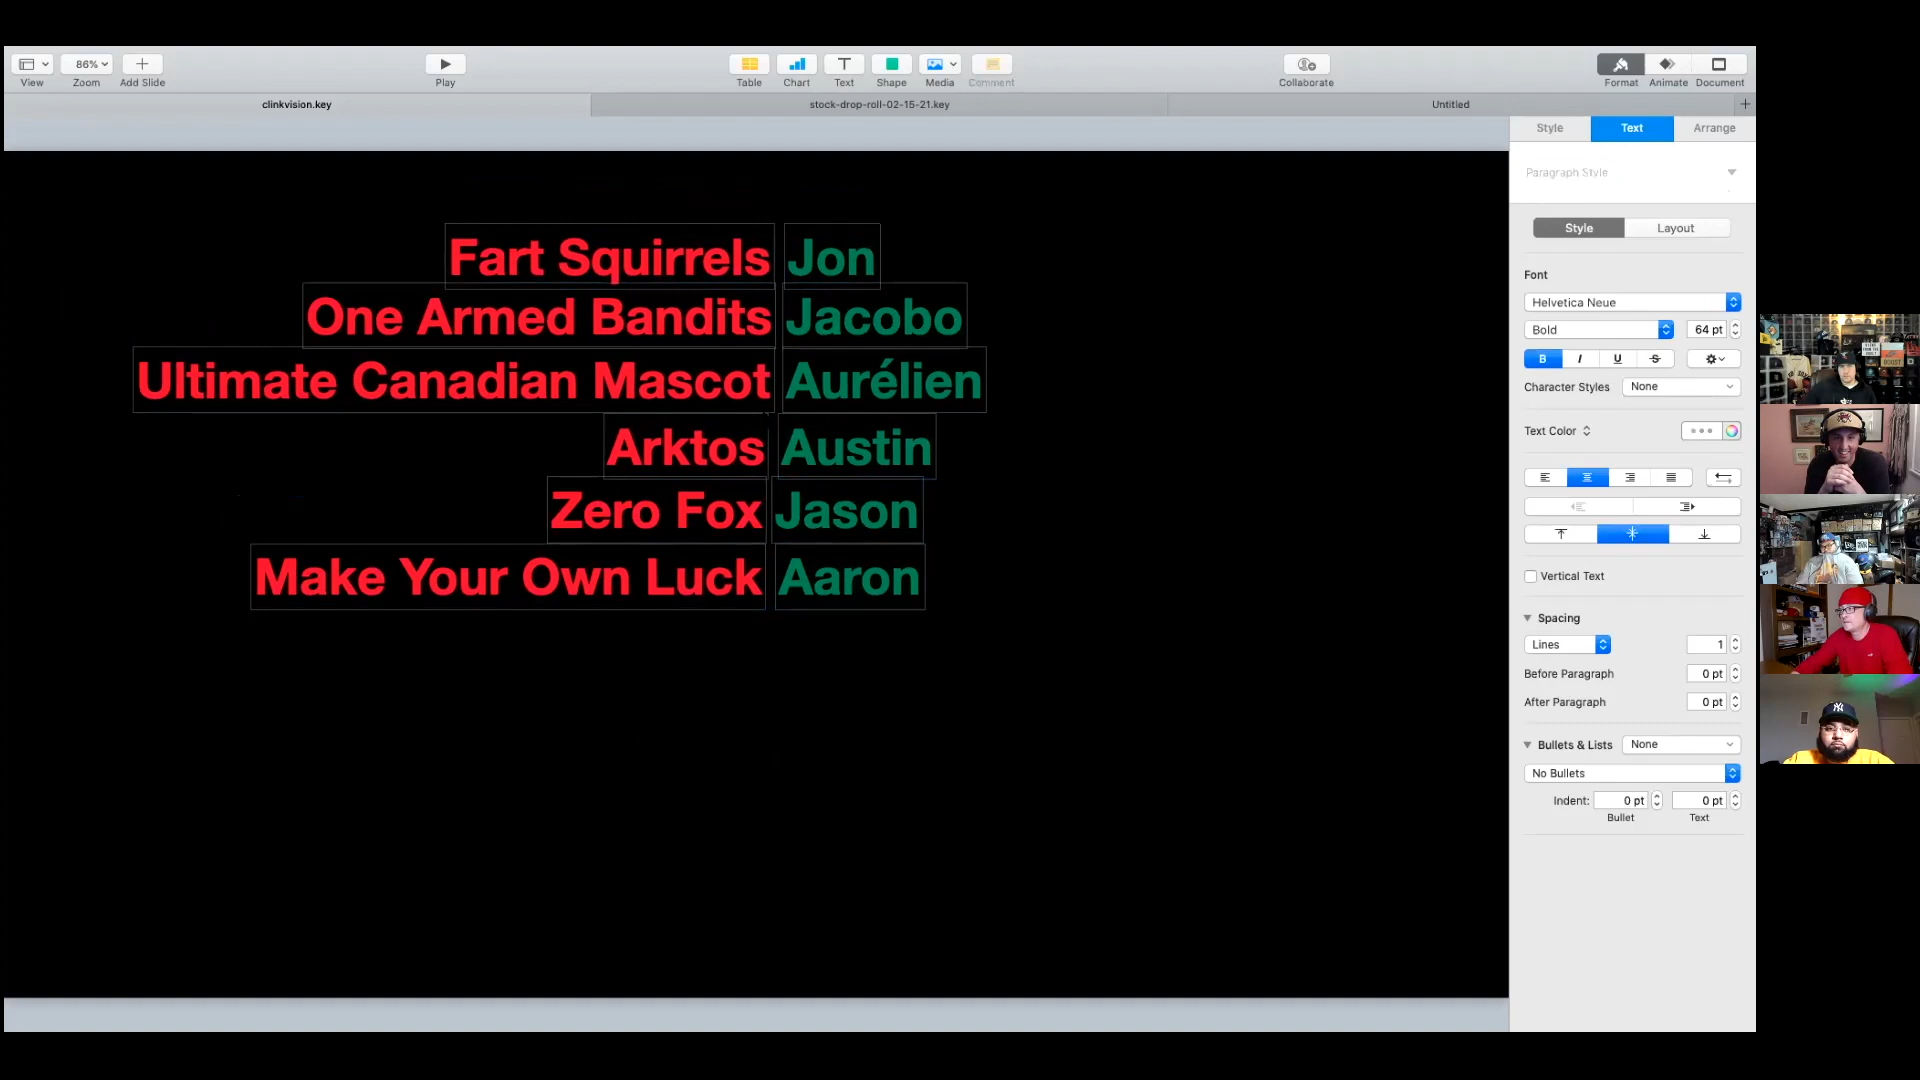 View
86%
Zoom
Add Slide
Play
Table
Chart
Text
Shape
Media
Comment
Collaborate
Format
Animate
Document
clinkvision.key
stock-drop-roll-02-15-21.key
Untitled
Style
Text
Arrange
Paragraph Style
Style
Layout
Fart Squirrels Jon
One Armed Bandits Jacobo
Ultimate Canadian Mascot Aurélien
Arktos Austin
Zero Fox Jason
Make Your Own Luck Aaron
Font
Helvetica Neue
Bold
64 pt
B I U S
Character Styles
None
Text Color
Vertical Text
Spacing
Lines
1
Before Paragraph
0 pt
After Paragraph
0 pt
Bullets & Lists
None
No Bullets
Indent:
0 pt
0 pt
Bullet
Text